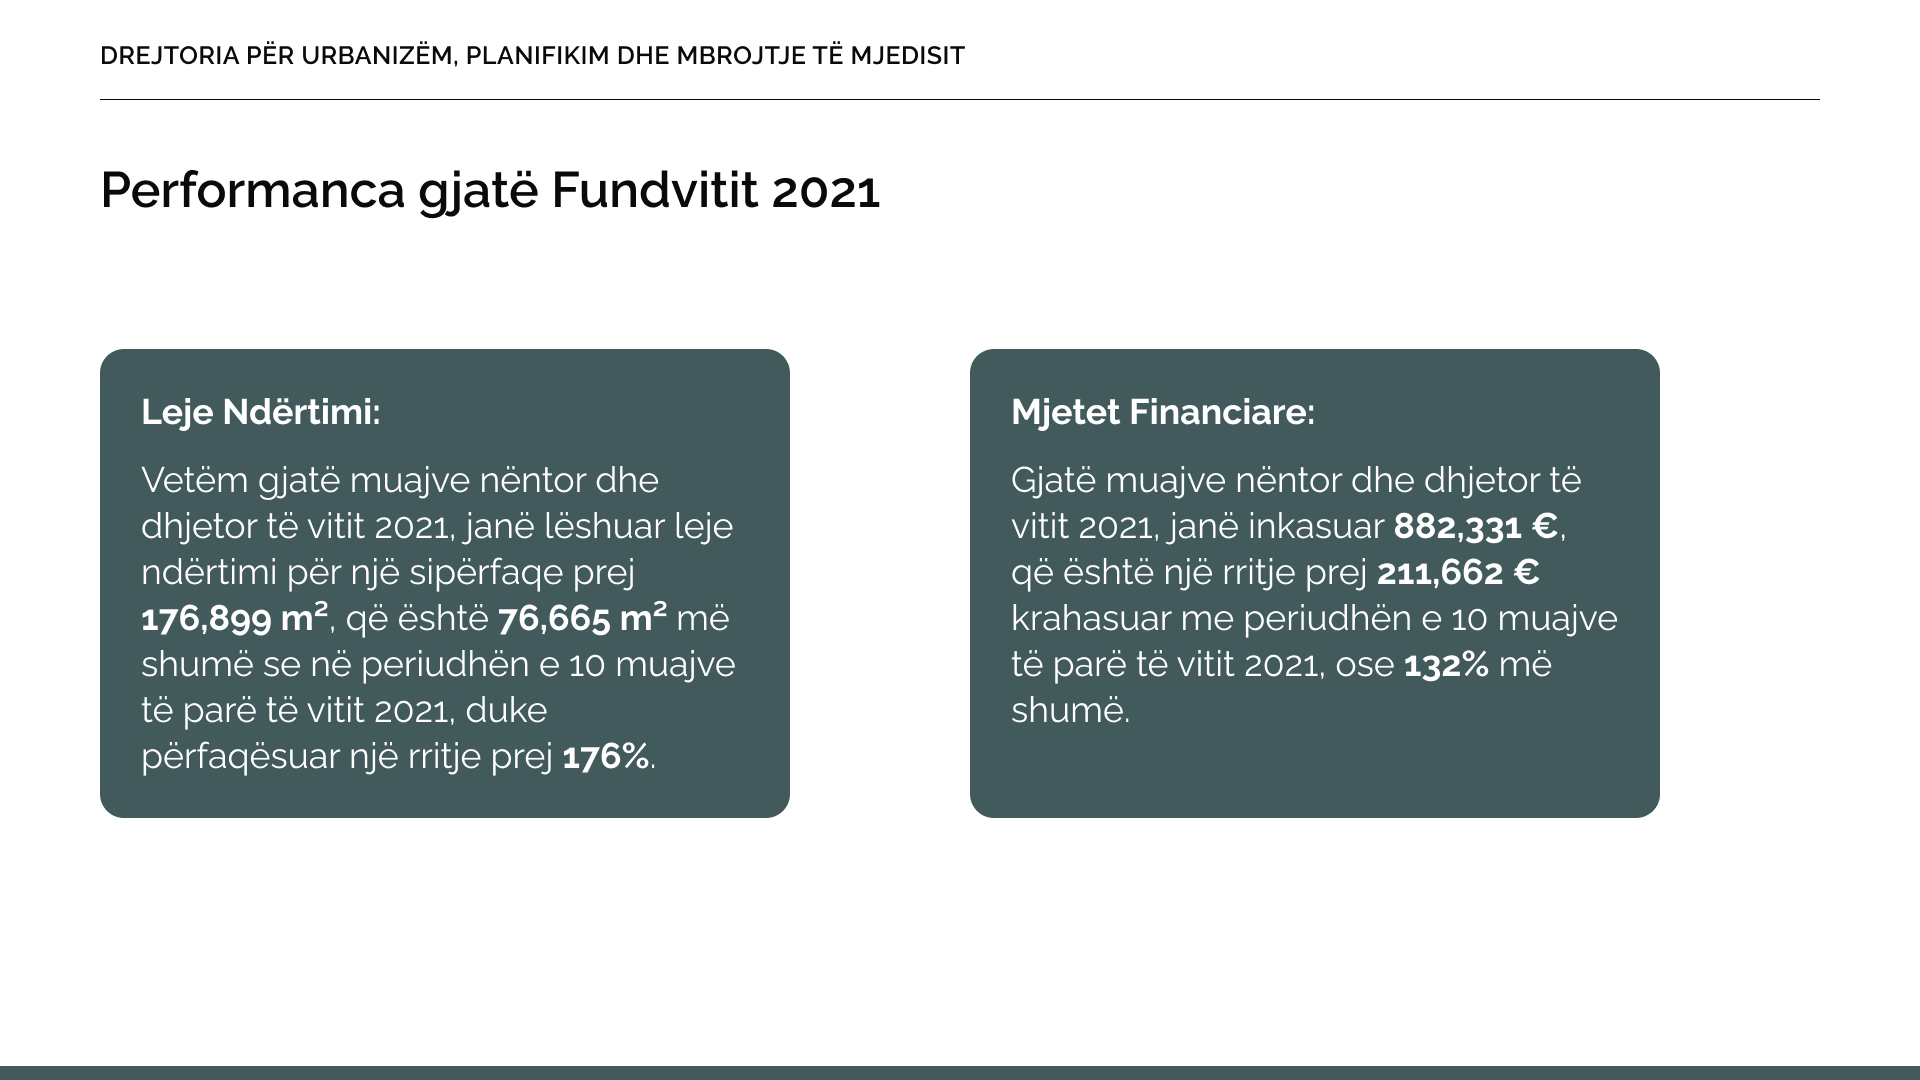 DREJTORIA PËR URBANIZËM, PLANIFIKIM DHE MBROJTJE TË MJEDISIT
Performanca gjatë Fundvitit 2021
Leje Ndërtimi:
Vetëm gjatë muajve nëntor dhe
dhjetor të vitit 2021, janë lëshuar leje
ndërtimi për një sipërfaqe prej
176,899 m², që është 76,665 m² më
shumë se në periudhën e 10 muajve
të parë të vitit 2021, duke
përfaqësuar një rritje prej 176%.
Mjetet Financiare:
Gjatë muajve nëntor dhe dhjetor të
vitit 2021, janë inkasuar 882,331 €,
që është një rritje prej 211,662 €
krahasuar me periudhën e 10 muajve
të parë të vitit 2021, ose 132% më
shumë.